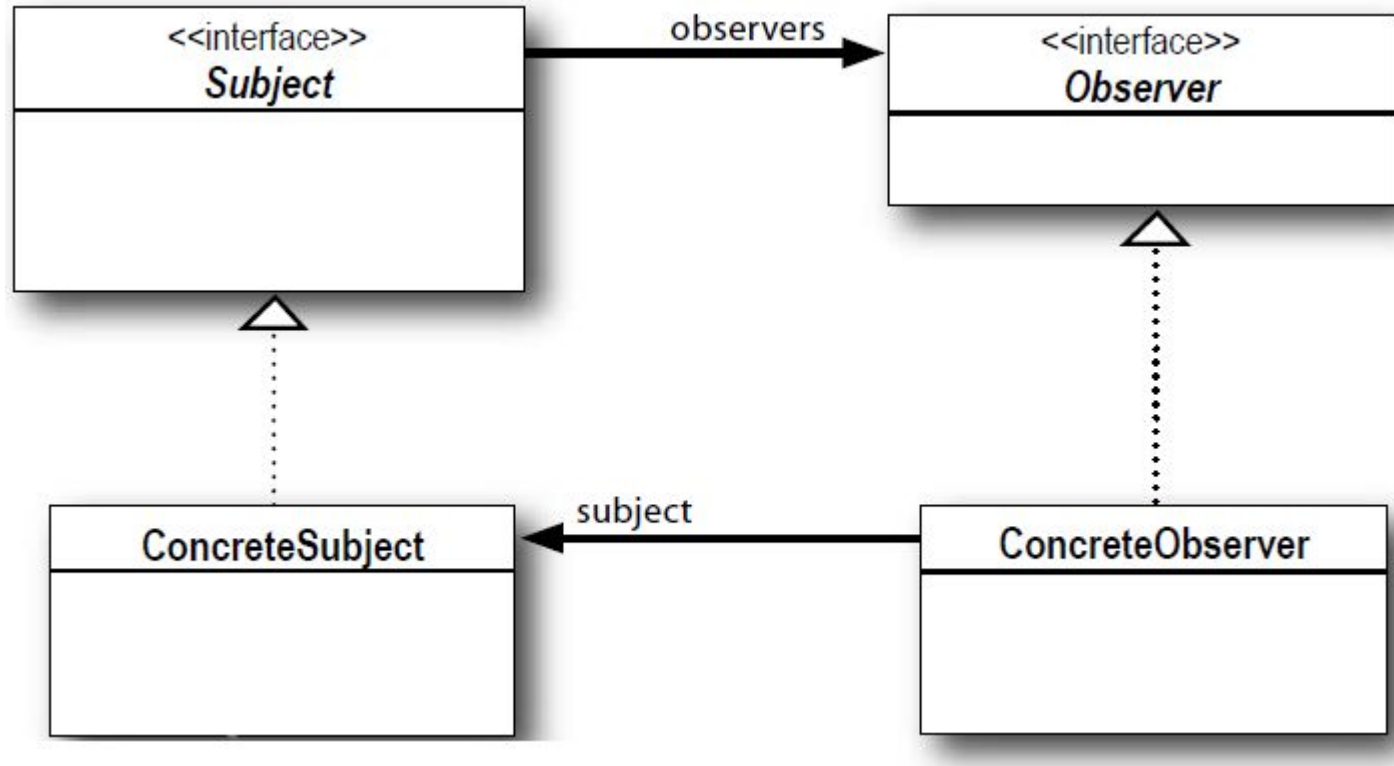 <<interface>>
Subject
observers
<<interface>>
Observer
subject
ConcreteSubject
ConcreteObserver